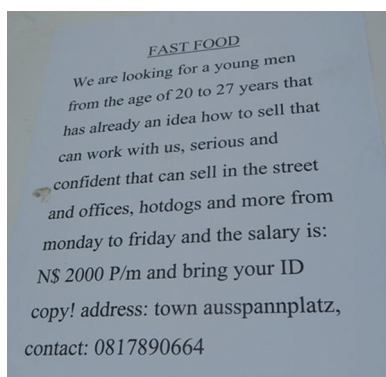 FAST FOOD
We are looking for a young men
from the age of 20 to 27 years that
has already an idea how to sell that
can work with us, serious and
confident that can sell in the street
and offices, hotdogs and more from
monday to friday and the salary is:
N$ 2000 P/m and bring your ID
copy! address: town ausspannplatz,
contact: 0817890664